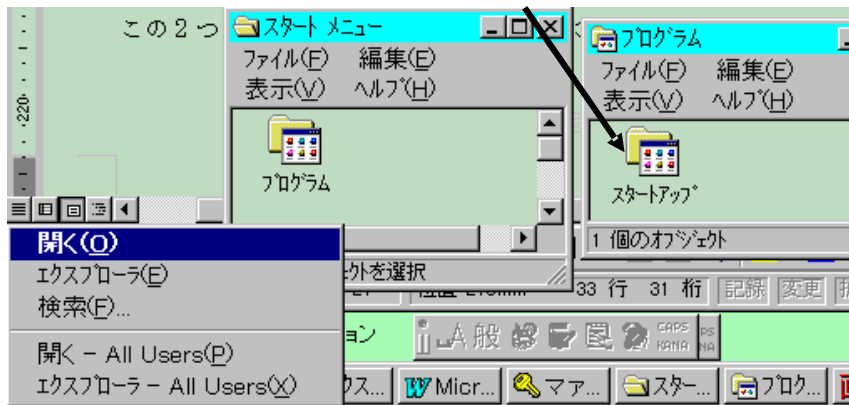 この2つ
スタート メニュー
ファイル(F) 編集(E)
表示(V) ヘルプ(H)
プログラム
プログラム
ファイル(F) 編集(E)
表示(V) ヘルプ(H)
スタートアップ
1 個のオブジェクト
220
開く(O)
エクスプローラ(E)
検索(F)...
開く - All Users(P)
エクスプローラ - All Users(X)
を選択
33 行 31 桁 記録 変更
ョン
A 般
CAPS
KANA
Micr...
マァ...
スター...
プログ...